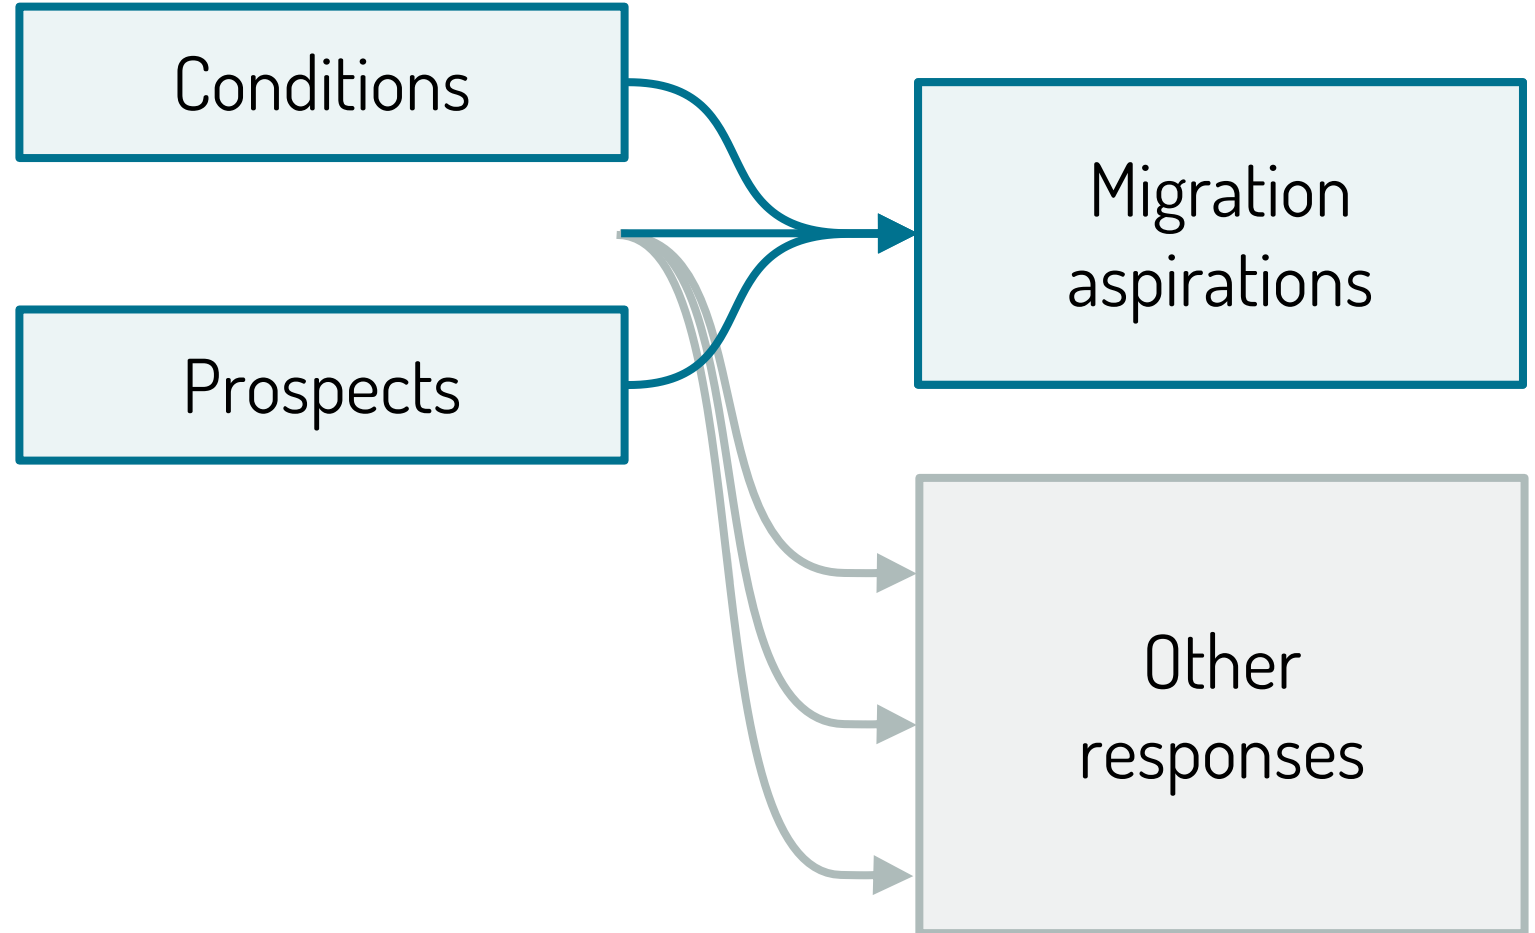 Conditions
Prospects
Migration
aspirations
Other
responses